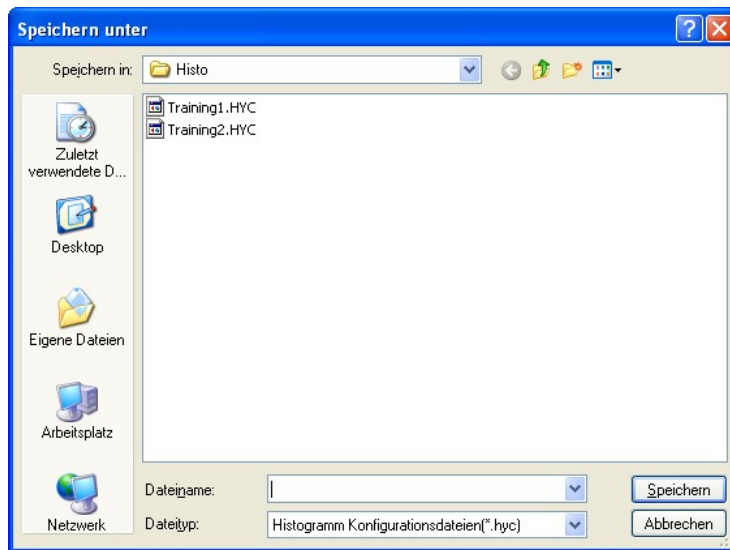 Speichern unter
Speichern in:
Histo
Training1.HYC
Training2.HYC
Zuletzt
verwendete D...
Desktop
Eigene Dateien
Arbeitsplatz
Netzwerk
Dateiname:
Speichern
Dateityp:
Histogramm Konfigurationsdateien(*.hyc)
Abbrechen